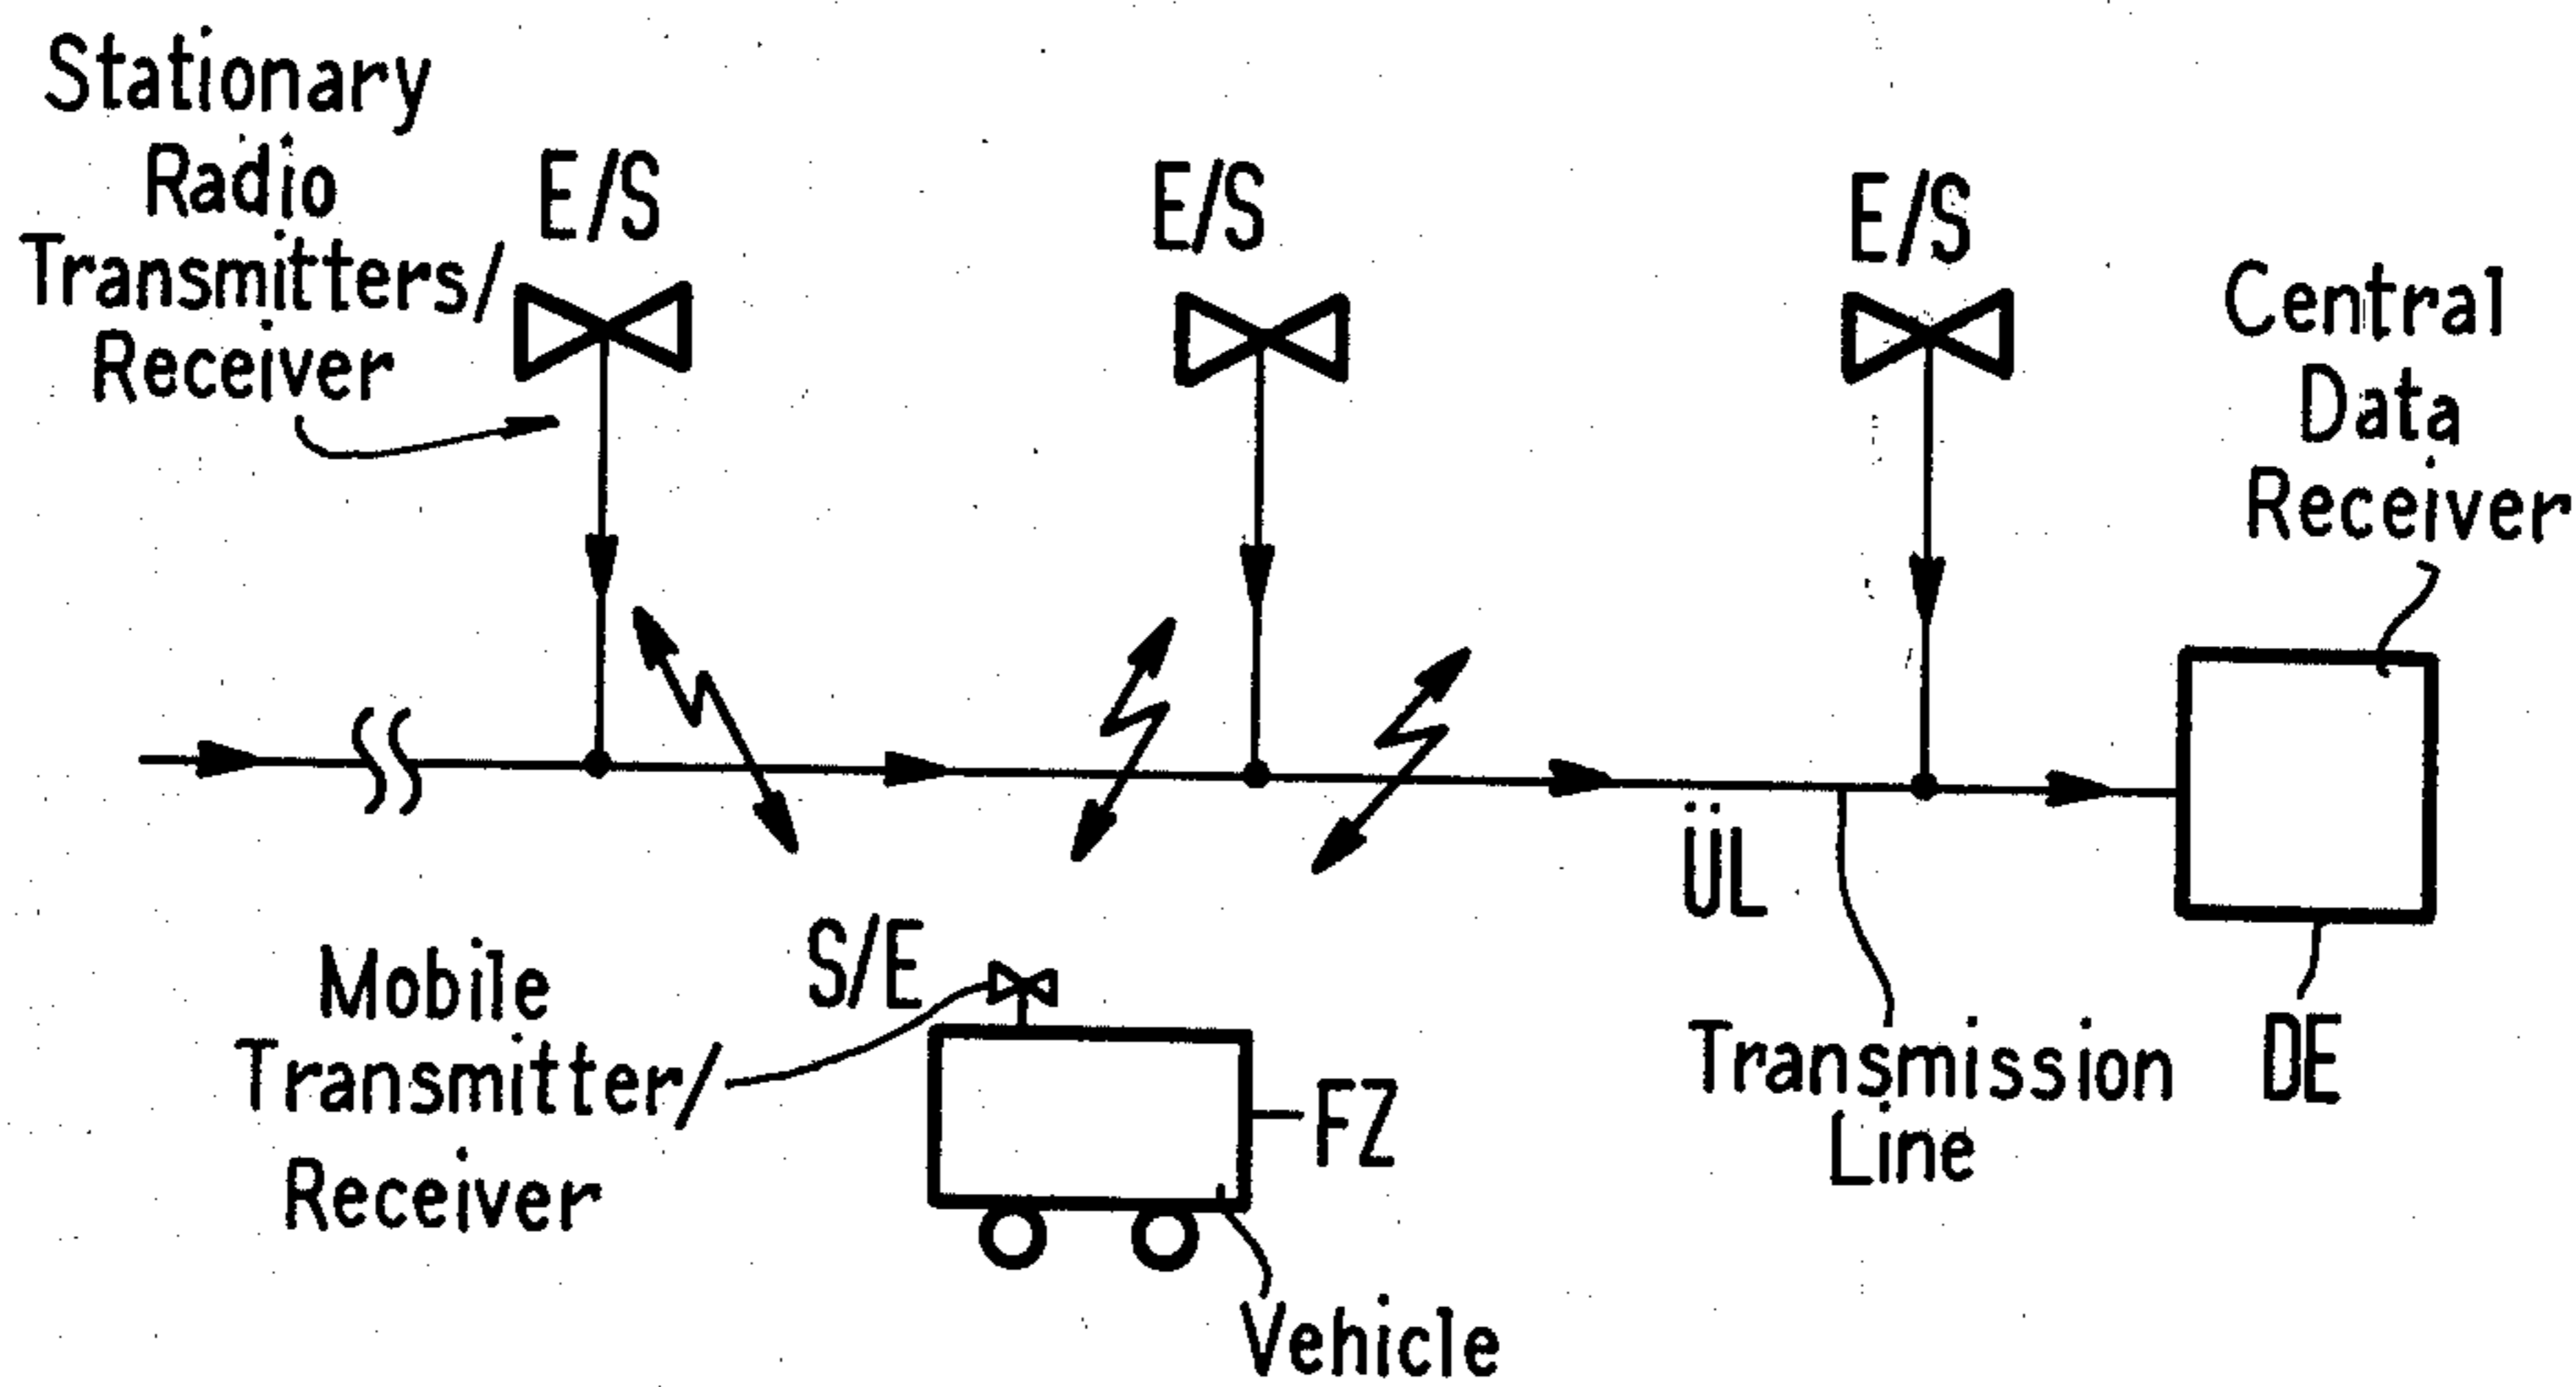 Stationary
Radio
Transmitters/
Receiver
E/S
E/S
E/S
Central
Data
Receiver
ÜL
S/E
Mobile
Transmitter/
Receiver
FZ
Transmission
Line
DE
Vehicle